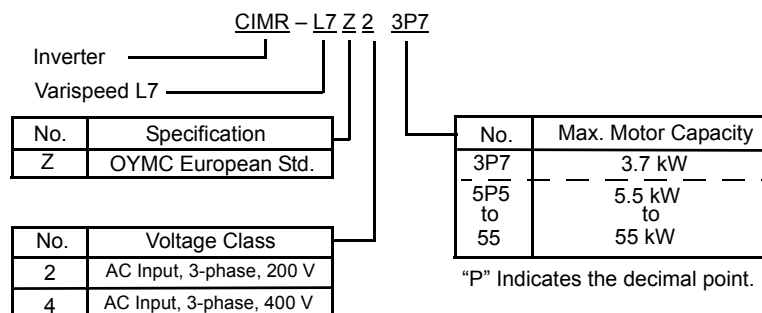 CIMR – L7 Z 2 3P7
Inverter
Varispeed L7
No. Specification
Z OYMC European Std.
No. Voltage Class
2 AC Input, 3-phase, 200 V
4 AC Input, 3-phase, 400 V
No. Max. Motor Capacity
3P7 3.7 kW
5P5 5.5 kW
to to
55 55 kW
“P” Indicates the decimal point.